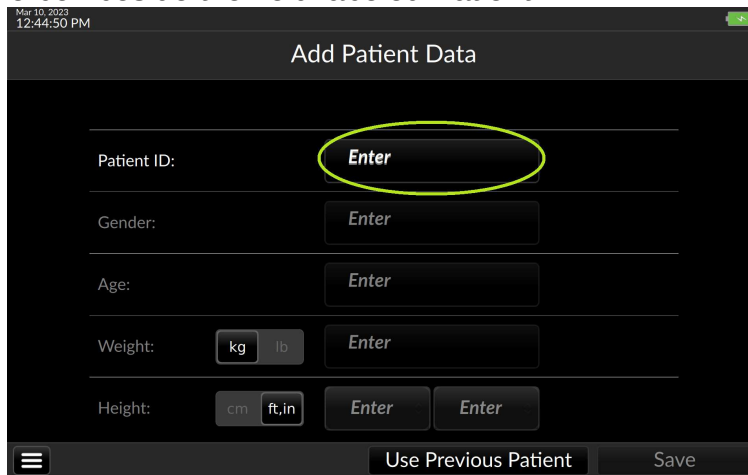 Mar 10, 2023
12:44:50 PM
Add Patient Data
Patient ID: Enter
Gender: Enter
Age: Enter
Weight: kg lb Enter
Height: cm ft,in Enter Enter
Use Previous Patient Save